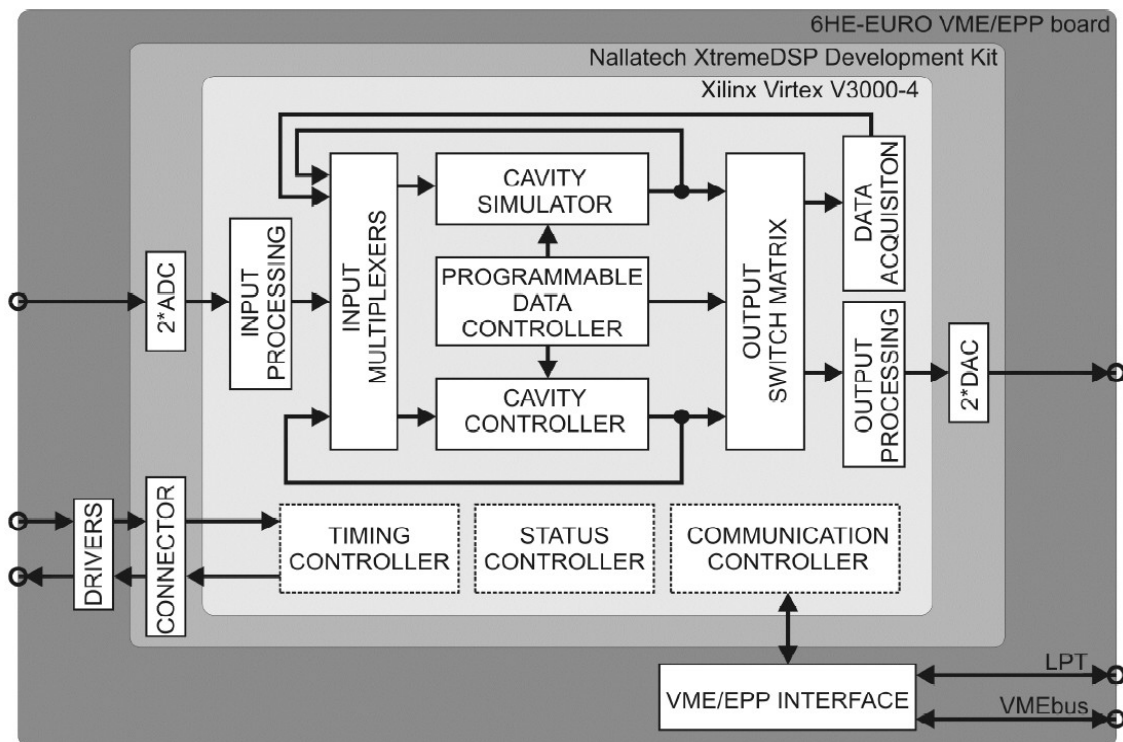 6HE-EURO VME/EPP board
Nallatech XtremeDSP Development Kit
Xilinx Virtex V3000-4
2*ADC
INPUT
PROCESSING
INPUT
MULTIPLEXERS
CAVITY
SIMULATOR
PROGRAMMABLE
DATA
CONTROLLER
CAVITY
CONTROLLER
OUTPUT
SWITCH MATRIX
DATA
ACQUISITON
OUTPUT
PROCESSING
2*DAC
DRIVERS
CONNECTOR
TIMING
CONTROLLER
STATUS
CONTROLLER
COMMUNICATION
CONTROLLER
VME/EPP INTERFACE
LPT
VMEbus